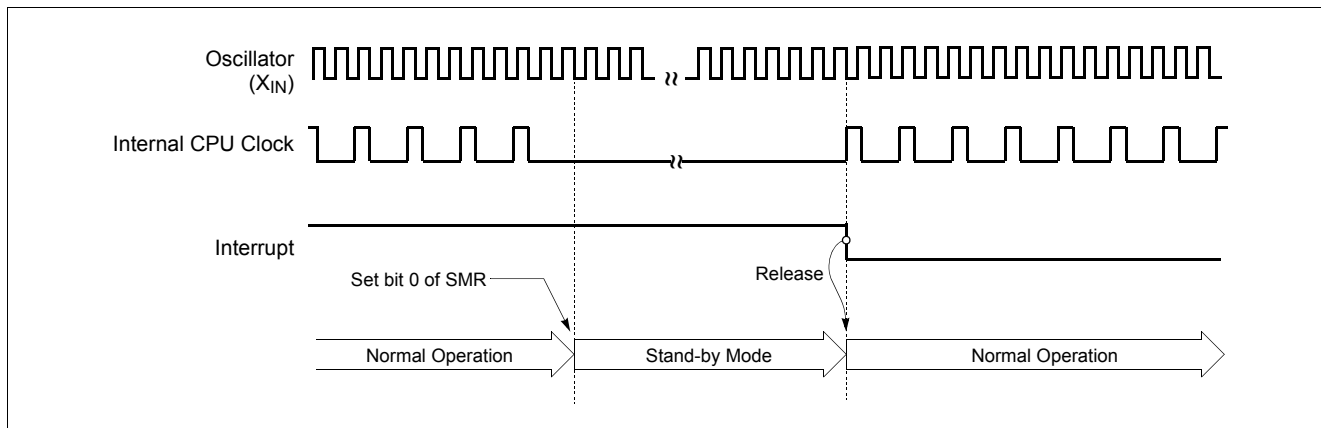 Oscillator
(XIN)
Internal CPU Clock
Interrupt
Set bit 0 of SMR
Release
Normal Operation
Stand-by Mode
Normal Operation